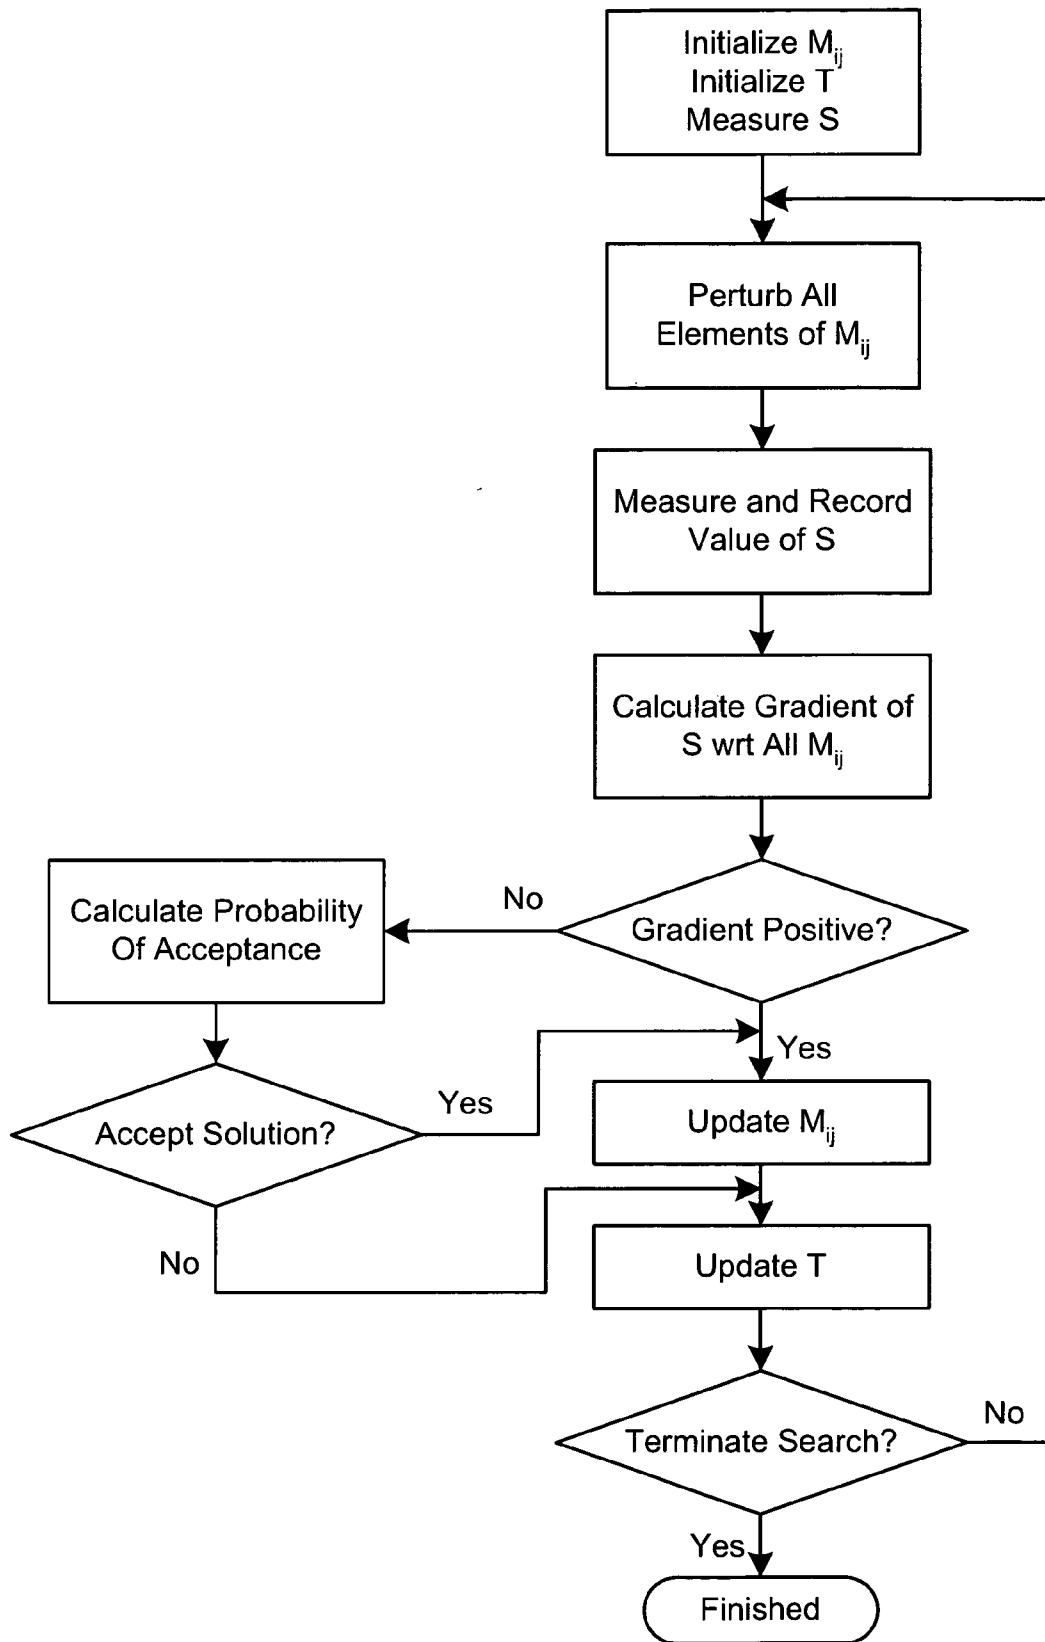 Initialize M_ij
Initialize T
Measure S
Perturb All
Elements of M_ij
Measure and Record
Value of S
Calculate Gradient of
S wrt All M_ij
Gradient Positive?
No
Calculate Probability
Of Acceptance
Yes
Accept Solution?
Yes
Update M_ij
No
Update T
Terminate Search?
No
Yes
Finished